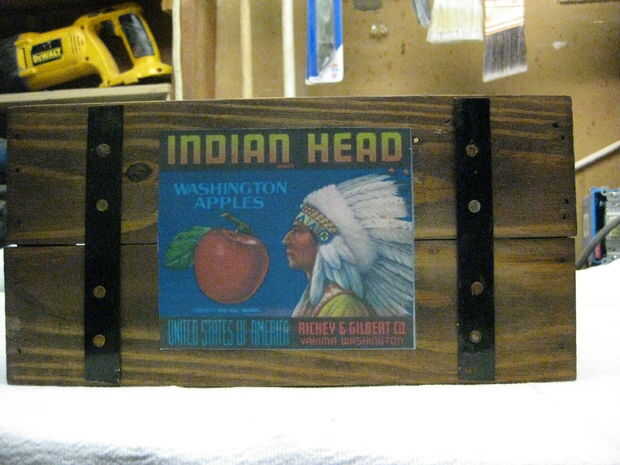 DEWALT
INDIAN HEAD
WASHINGTON
APPLES
UNITED STATES OF AMERICA
RICHEY & GILBERT CO.
YAKIMA WASHINGTON